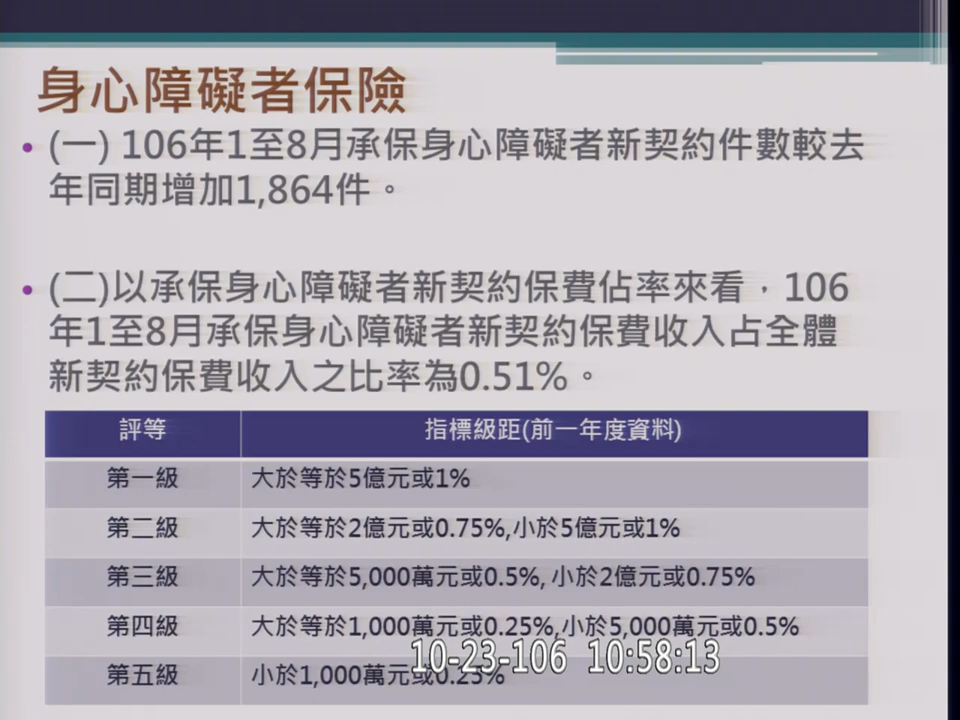 身心障礙者保險
• (一) 106年1至8月承保身心障礙者新契約件數較去
年同期增加1,864件。
• (二)以承保身心障礙者新契約保費佔率來看，106
年1至8月承保身心障礙者新契約保費收入占全體
新契約保費收入之比率為0.51%。
評等 指標級距(前一年度資料)
第一級 大於等於5億元或1%
第二級 大於等於2億元或0.75%,小於5億元或1%
第三級 大於等於5,000萬元或0.5%, 小於2億元或0.75%
第四級 大於等於1,000萬元或0.25%,小於5,000萬元或0.5%
第五級 小於1,000萬元或0.25%
10-23-106 10:58:13